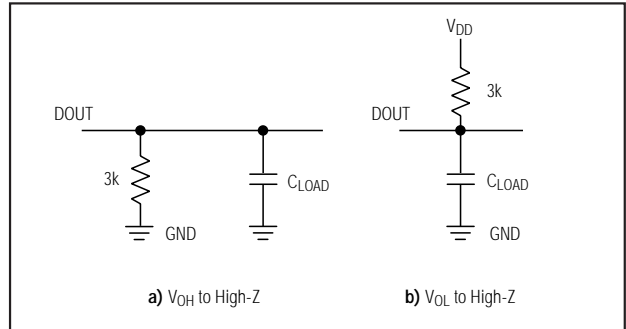 DOUT
3k
GND
CLOAD
a) VOH to High-Z
VDD
3k
DOUT
CLOAD
GND
b) VOL to High-Z